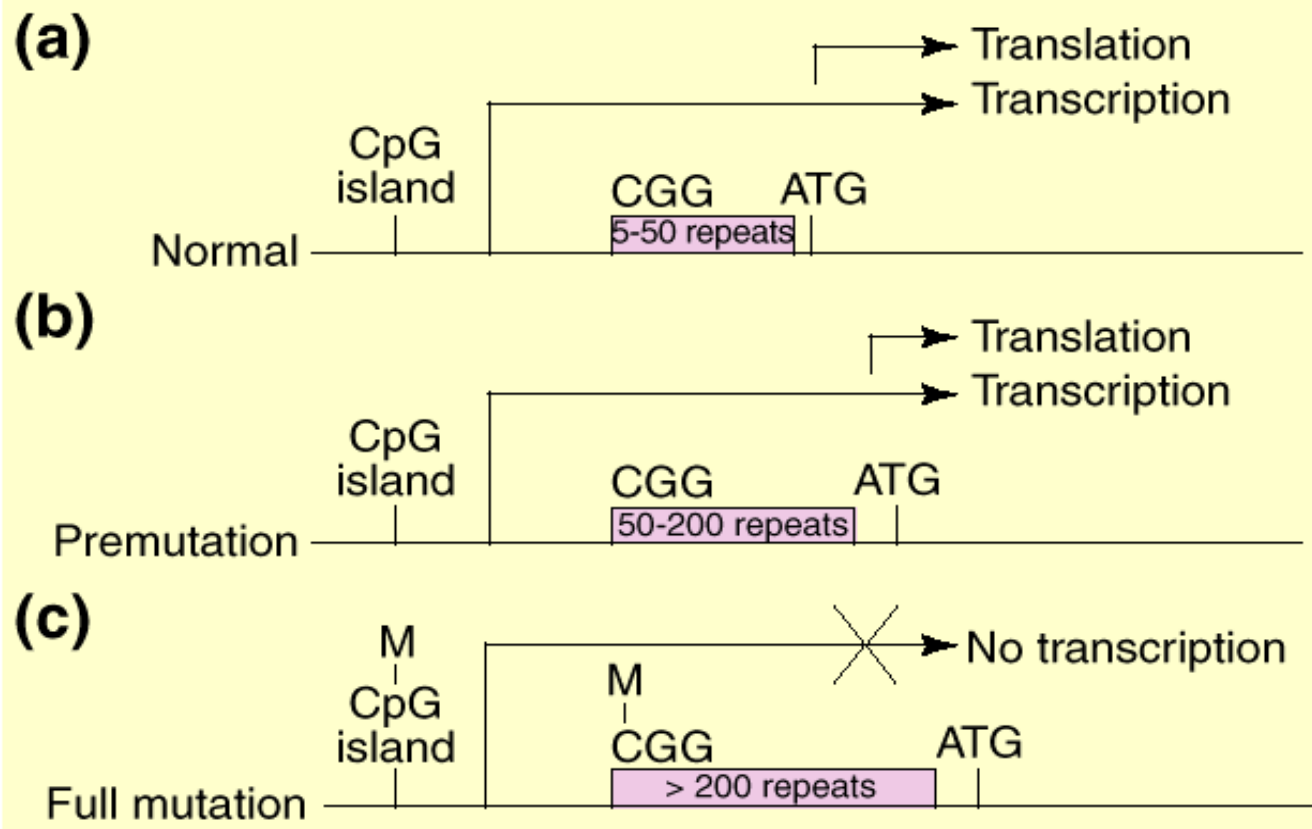 (a)
Translation
Transcription
CpG
island
CGG
ATG
5-50 repeats
Normal
(b)
Translation
Transcription
CpG
island
CGG
ATG
50-200 repeats
Premutation
(c)
M
No transcription
M
CpG
island
CGG
ATG
> 200 repeats
Full mutation